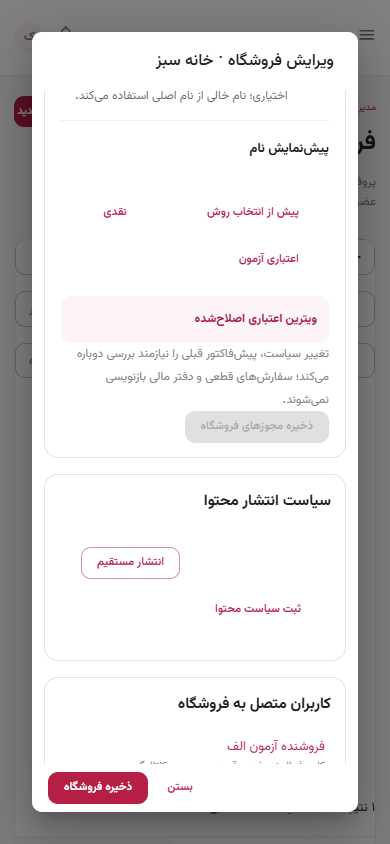 ویرایش فروشگاه · خانه سبز
اختیاری؛ نام خالی از نام اصلی استفاده می‌کند.
پیش‌نمایش نام
پیش از انتخاب روش
نقدی
اعتباری آزمون
ویترین اعتباری اصلاح‌شده
تغییر سیاست، پیش‌فاکتور قبلی را نیازمند بررسی دوباره
می‌کند؛ سفارش‌های قطعی و دفتر مالی بازنویسی
نمی‌شوند.
ذخیره مجوزهای فروشگاه
سیاست انتشار محتوا
انتشار مستقیم
ثبت سیاست محتوا
کاربران متصل به فروشگاه
فروشنده آزمون الف
بستن
ذخیره فروشگاه